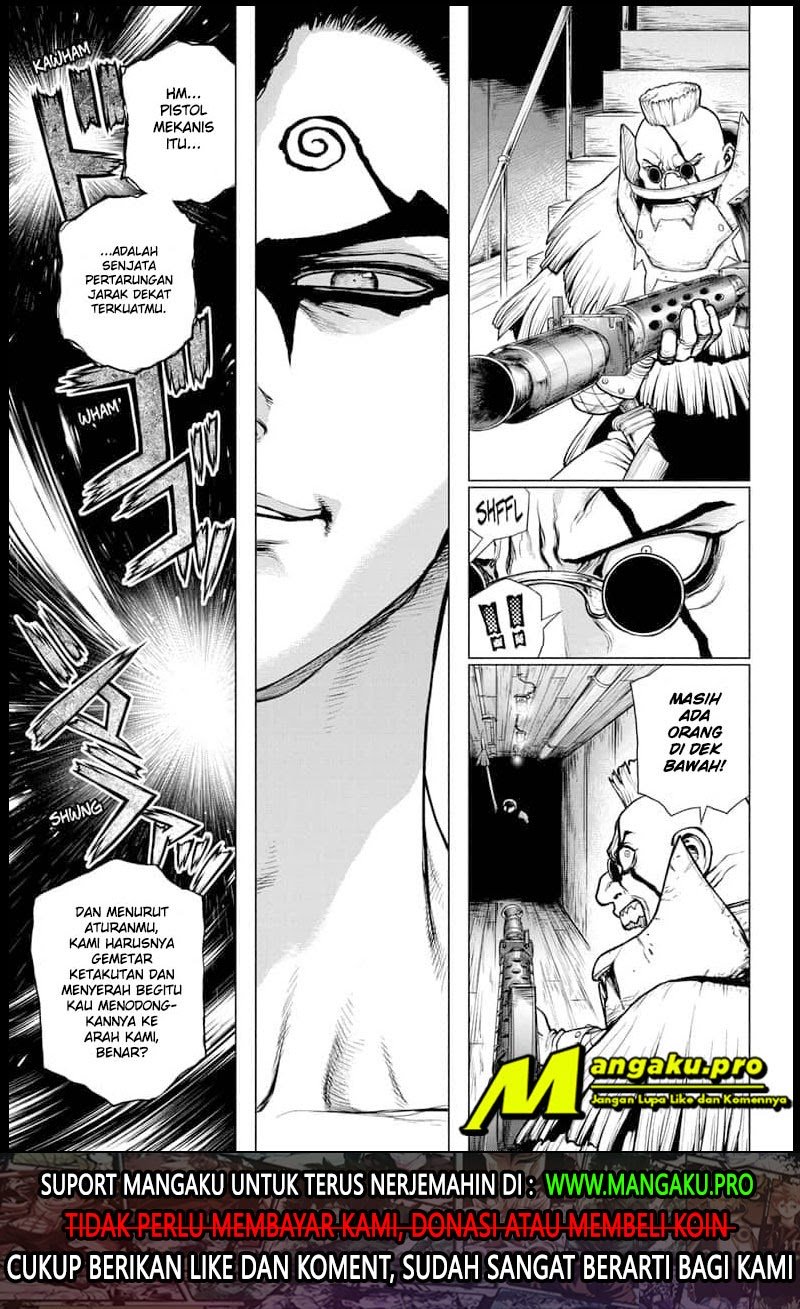 SHFFL
!!
MASIH
ADA
ORANG
DI DEK
BAWAH!
KAWHAM
ドド
HM...
PISTOL
MEKANIS
ITU...
...ADALAH
SENJATA
PERTARUNGAN
JARAK DEKAT
TERKUATMU.
WHAM'
SHWNG
DAN MENURUT
ATURANMU,
KAMI HARUSNYA
GEMETAR
KETAKUTAN DAN
MENYERAH BEGITU
KAU MENODONG-
KANNYA KE
ARAH KAMI,
BENAR?
Mangaku.pro
Jangan Lupa Like dan Komennya
SUPORT MANGAKU UNTUK TERUS NERJEMAHIN DI : WWW.MANGAKU.PRO
TIDAK PERLU MEMBAYAR KAMI, DONASI ATAU MEMBELI KOIN
CUKUP BERIKAN LIKE DAN KOMENT, SUDAH SANGAT BERARTI BAGI KAMI